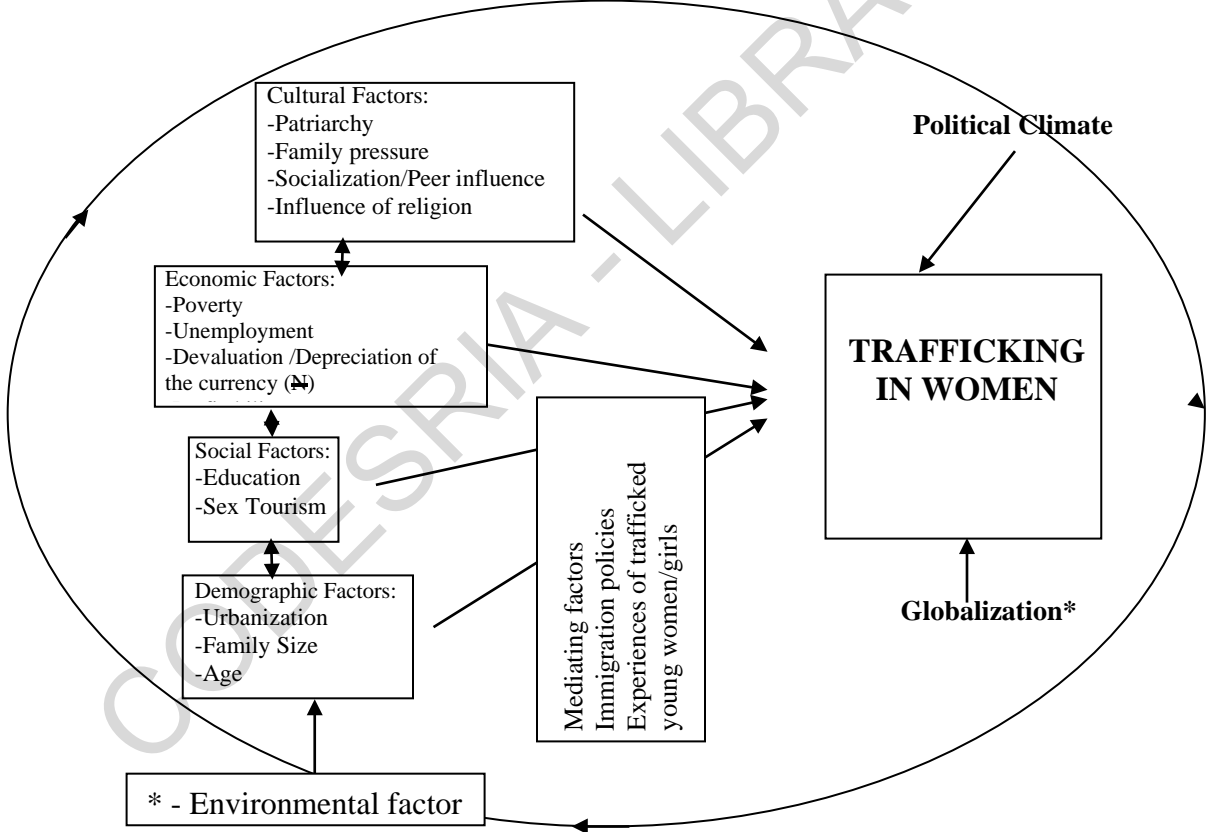 Cultural Factors:
-Patriarchy
-Family pressure
-Socialization/Peer influence
-Influence of religion
Political Climate
Economic Factors:
-Poverty
-Unemployment
-Devaluation /Depreciation of
the currency (₦)
TRAFFICKING
IN WOMEN
Social Factors:
-Education
-Sex Tourism
Mediating factors
Immigration policies
Experiences of trafficked
young women/girls
Demographic Factors:
-Urbanization
-Family Size
-Age
Globalization*
* - Environmental factor
CODESRIA - LIBRA